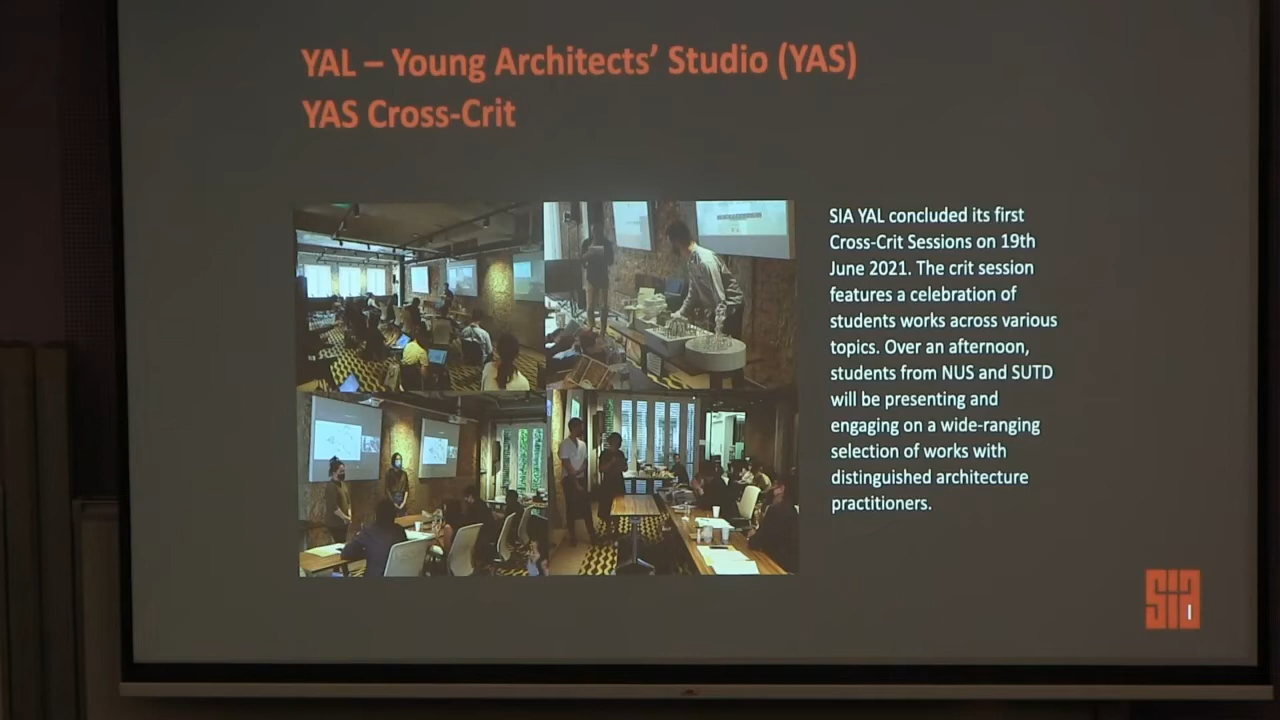 YAL – Young Architects’ Studio (YAS)
YAS Cross-Crit
SIA YAL concluded its first
Cross-Crit Sessions on 19th
June 2021. The crit session
features a celebration of
students works across various
topics. Over an afternoon,
students from NUS and SUTD
will be presenting and
engaging on a wide-ranging
selection of works with
distinguished architecture
practitioners.
sia